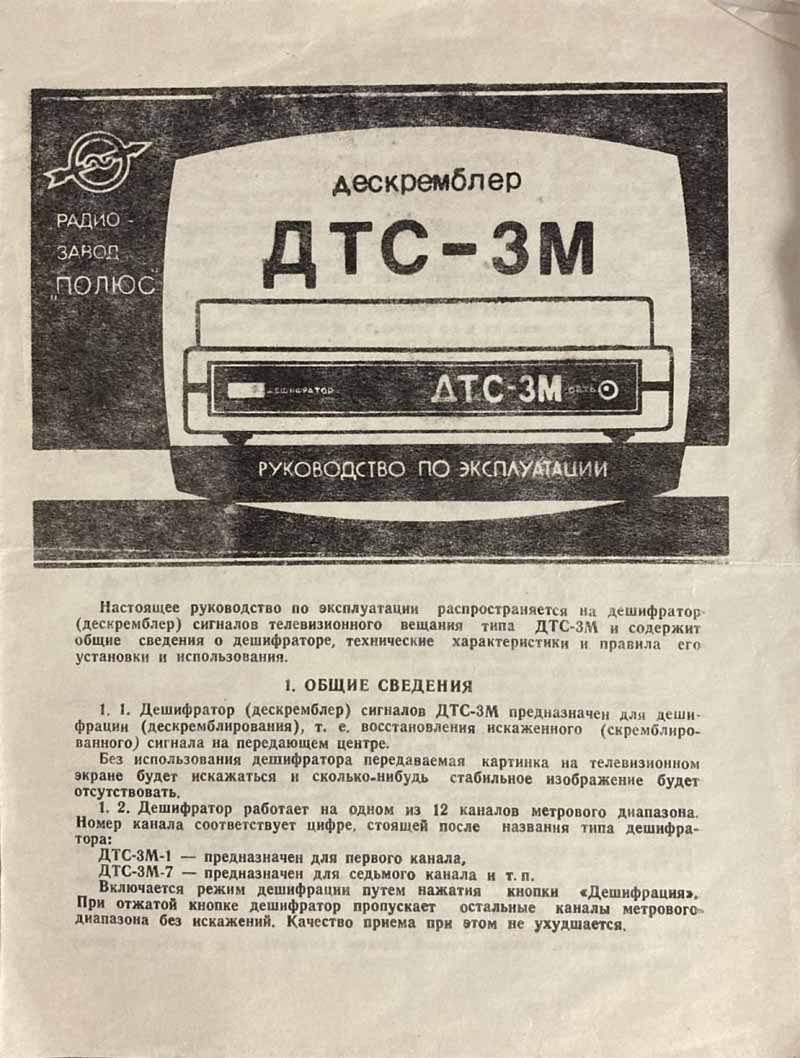 дескремблер
ДТС-3М
РАДИО-
ЗАВОД
„ПОЛЮС"
ДЕШИФРАТОР
ДТС-3М
СЕТЬ
РУКОВОДСТВО ПО ЭКСПЛУАТАЦИИ
Настоящее руководство по эксплуатации распространяется на дешифратор
(дескремблер) сигналов телевизионного вещания типа ДТС-3М и содержит
общие сведения о дешифраторе, технические характеристики и правила его
установки и использования.
1. ОБЩИЕ СВЕДЕНИЯ
1. 1. Дешифратор (дескремблер) сигналов ДТС-3М предназначен для деши-
фрации (дескремблирования), т. е. восстановления искаженного (скремблиро-
ванного) сигнала на передающем центре.
Без использования дешифратора передаваемая картинка на телевизионном
экране будет искажаться и сколько-нибудь стабильное изображение будет
отсутствовать.
1. 2. Дешифратор работает на одном из 12 каналов метрового диапазона.
Номер канала соответствует цифре, стоящей после названия типа дешифра-
тора:
ДТС-3М-1 — предназначен для первого канала,
ДТС-3М-7 — предназначен для седьмого канала и т. п.
Включается режим дешифрации путем нажатия кнопки «Дешифрация».
При отжатой кнопке дешифратор пропускает остальные каналы метрового
диапазона без искажений. Качество приема при этом не ухудшается.